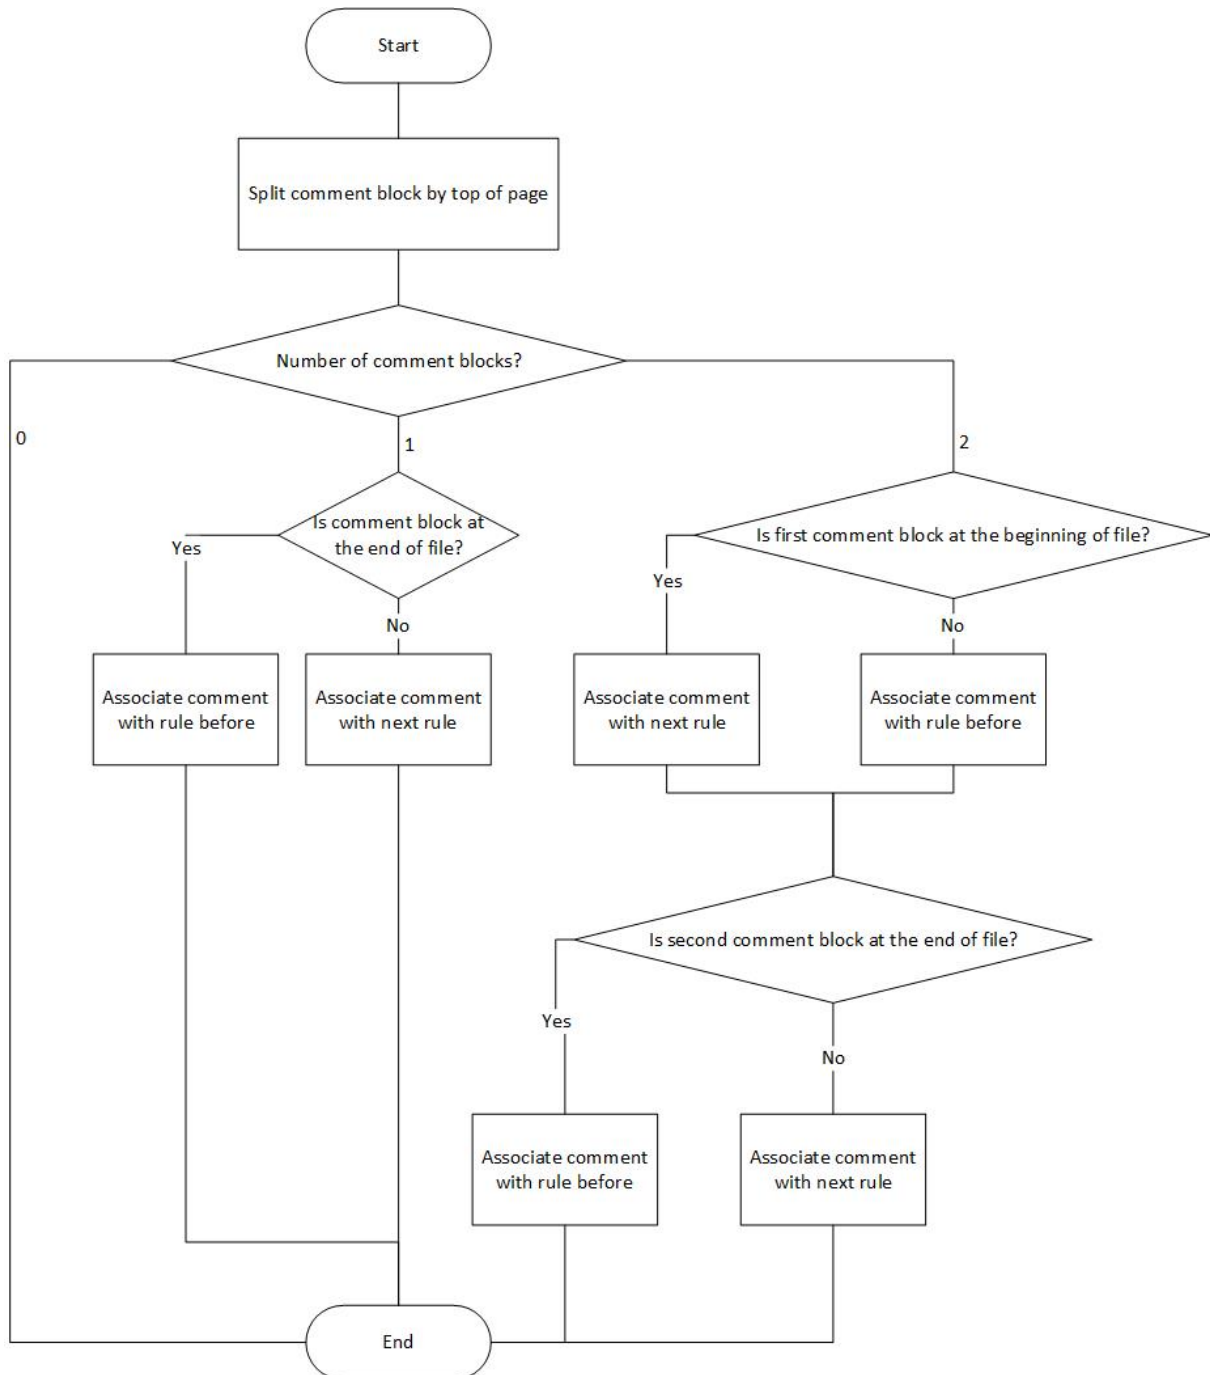 Start
Split comment block by top of page
Number of comment blocks?
0
1
2
Is comment block at
the end of file?
Is first comment block at the beginning of file?
Yes
Yes
No
No
Associate comment
with rule before
Associate comment
with next rule
Associate comment
with next rule
Associate comment
with rule before
Is second comment block at the end of file?
Yes
No
Associate comment
with rule before
Associate comment
with next rule
End